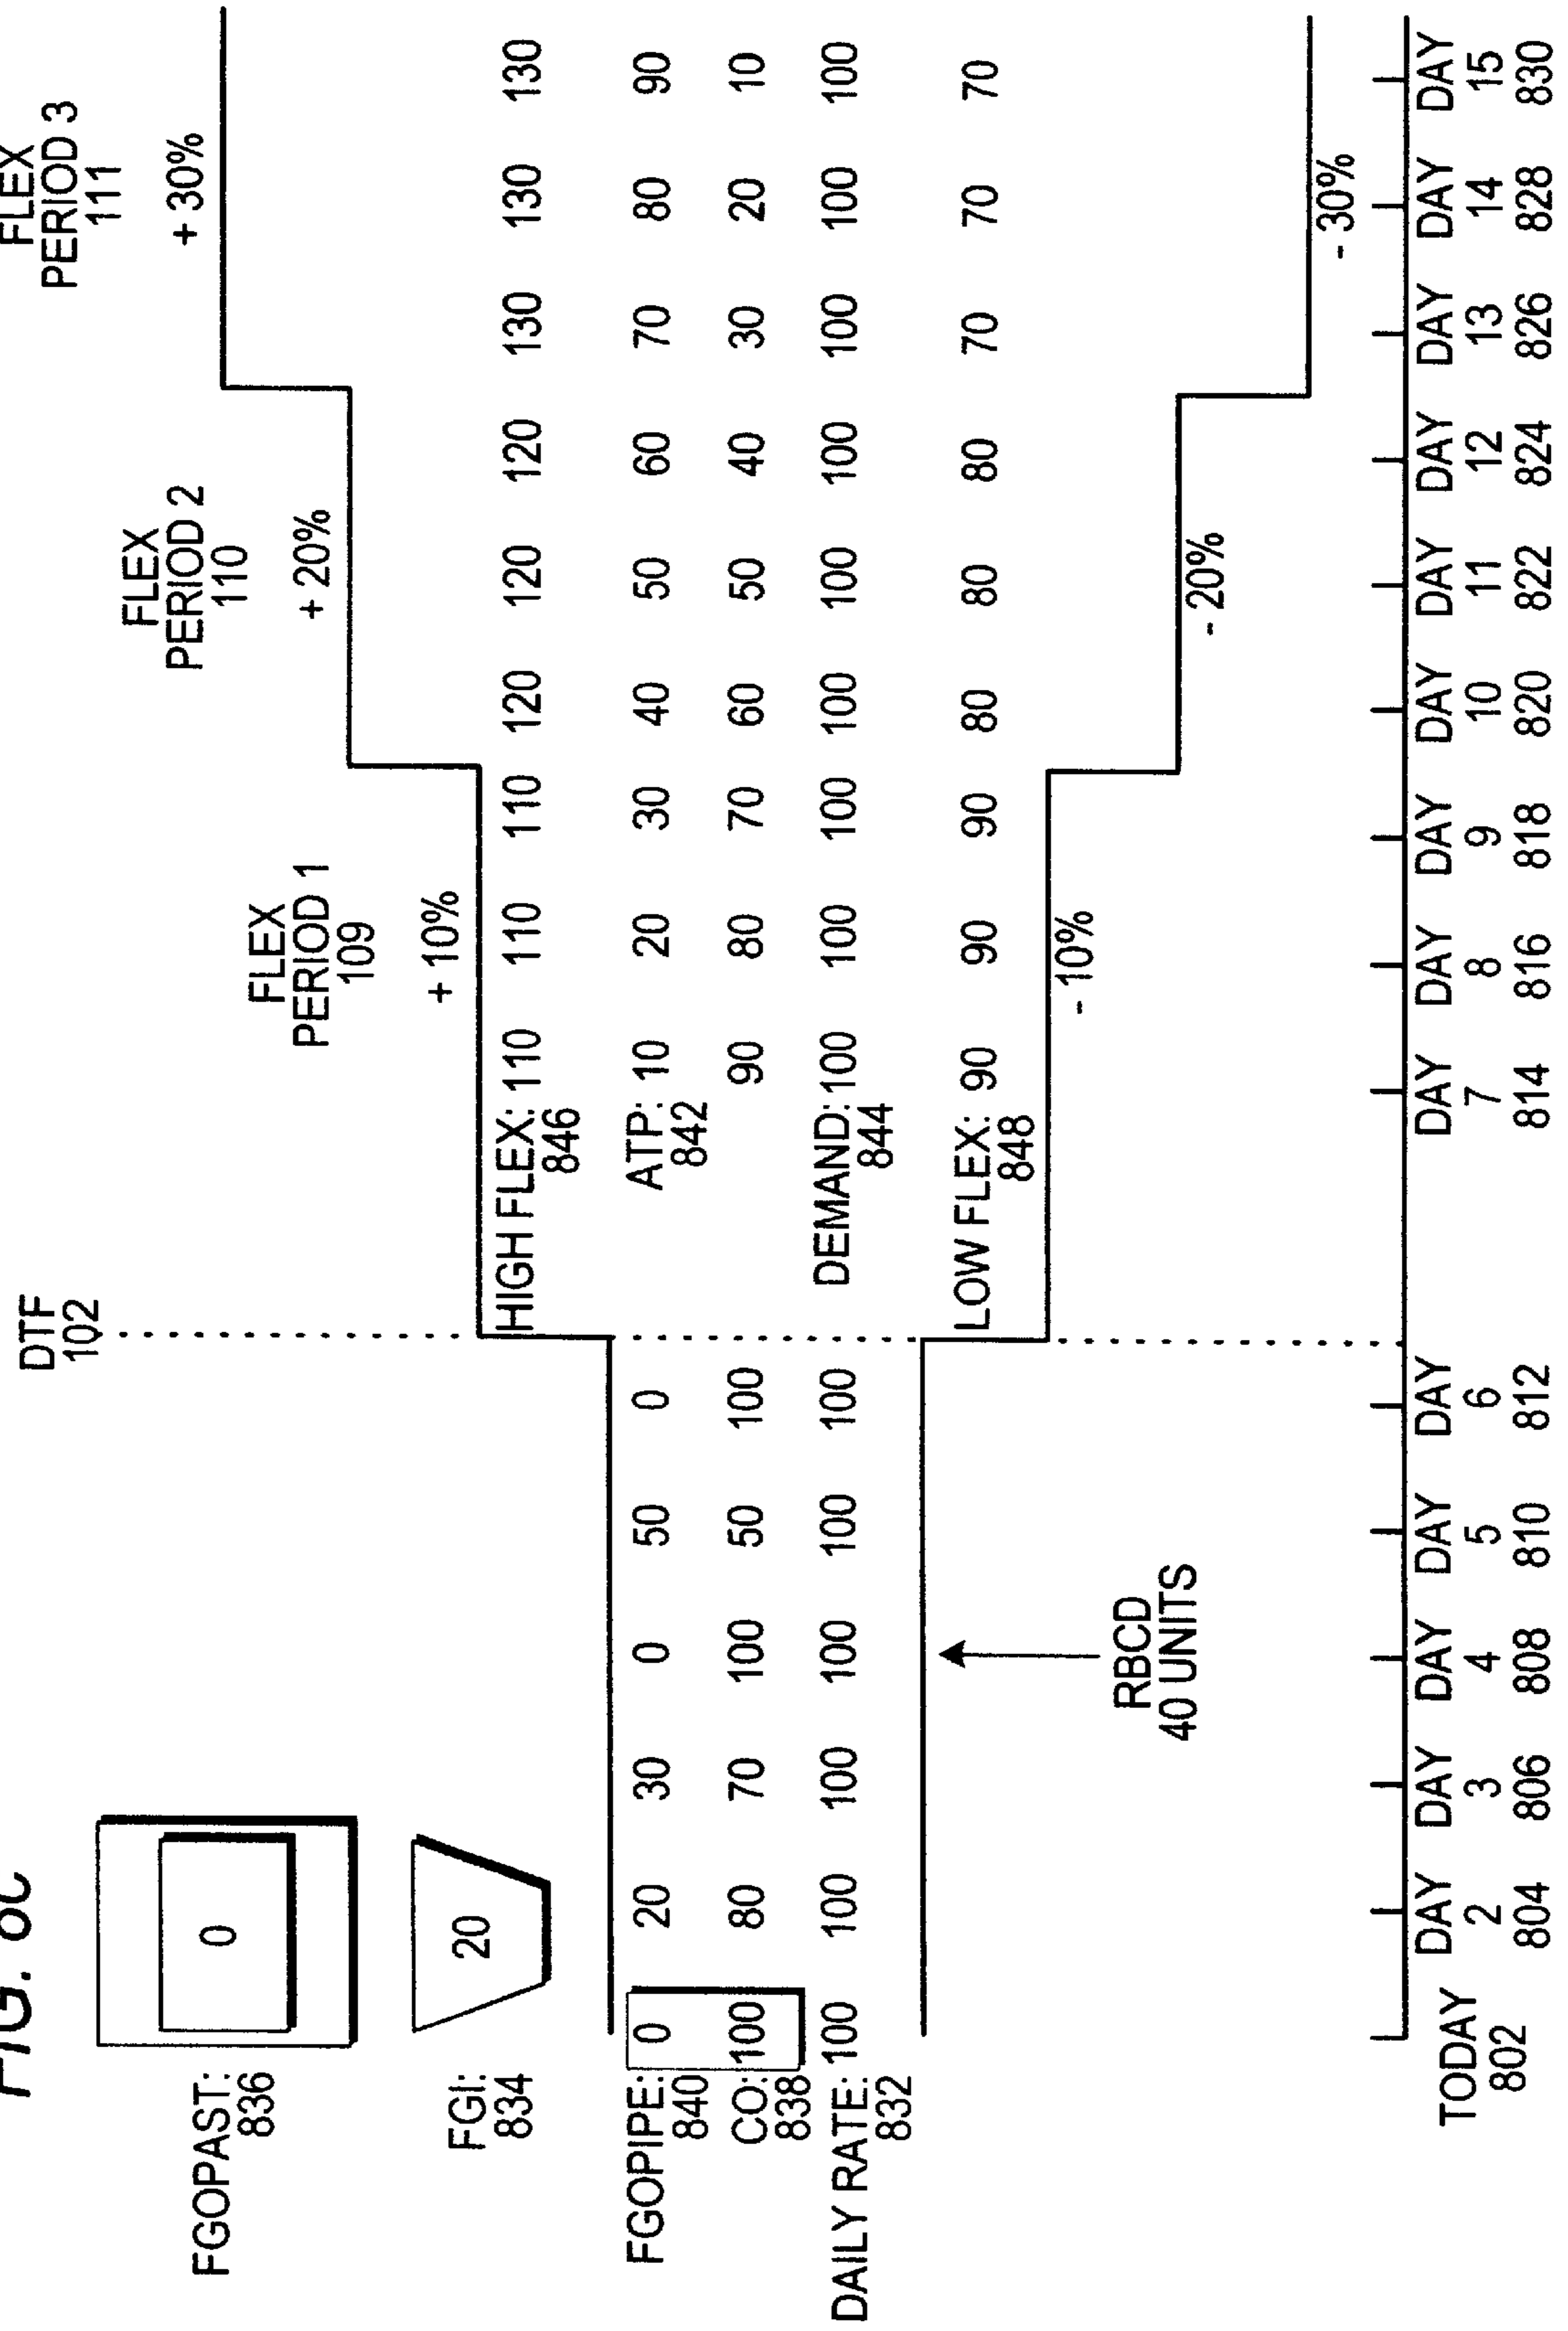 FIG. 8C
FGOPAST:
836
0
FGI:
834
20
DTF
102
FLEX
PERIOD 1
109
+ 10%
FLEX
PERIOD 2
110
+ 20%
FLEX
PERIOD 3
111
+ 30%
HIGH FLEX: 110 110 110 120 120 120 130 130 130
846
FGOPIPE: 0 20 30 0 50 0
840
ATP: 10 20 30 40 50 60 70 80 90
842
CO: 100 80 70 100 50 100 90 80 70 60 50 40 30 20 10
838
DAILY RATE: 100 100 100 100 100 100
832
DEMAND: 100 100 100 100 100 100 100 100 100
844
LOW FLEX: 90 90 90 80 80 80 70 70 70
848
- 10%
- 20%
- 30%
RBCD
40 UNITS
TODAY
802
DAY
2
804
DAY
3
806
DAY
4
808
DAY
5
810
DAY
6
812
DAY
7
814
DAY
8
816
DAY
9
818
DAY
10
820
DAY
11
822
DAY
12
824
DAY
13
826
DAY
14
828
DAY
15
830